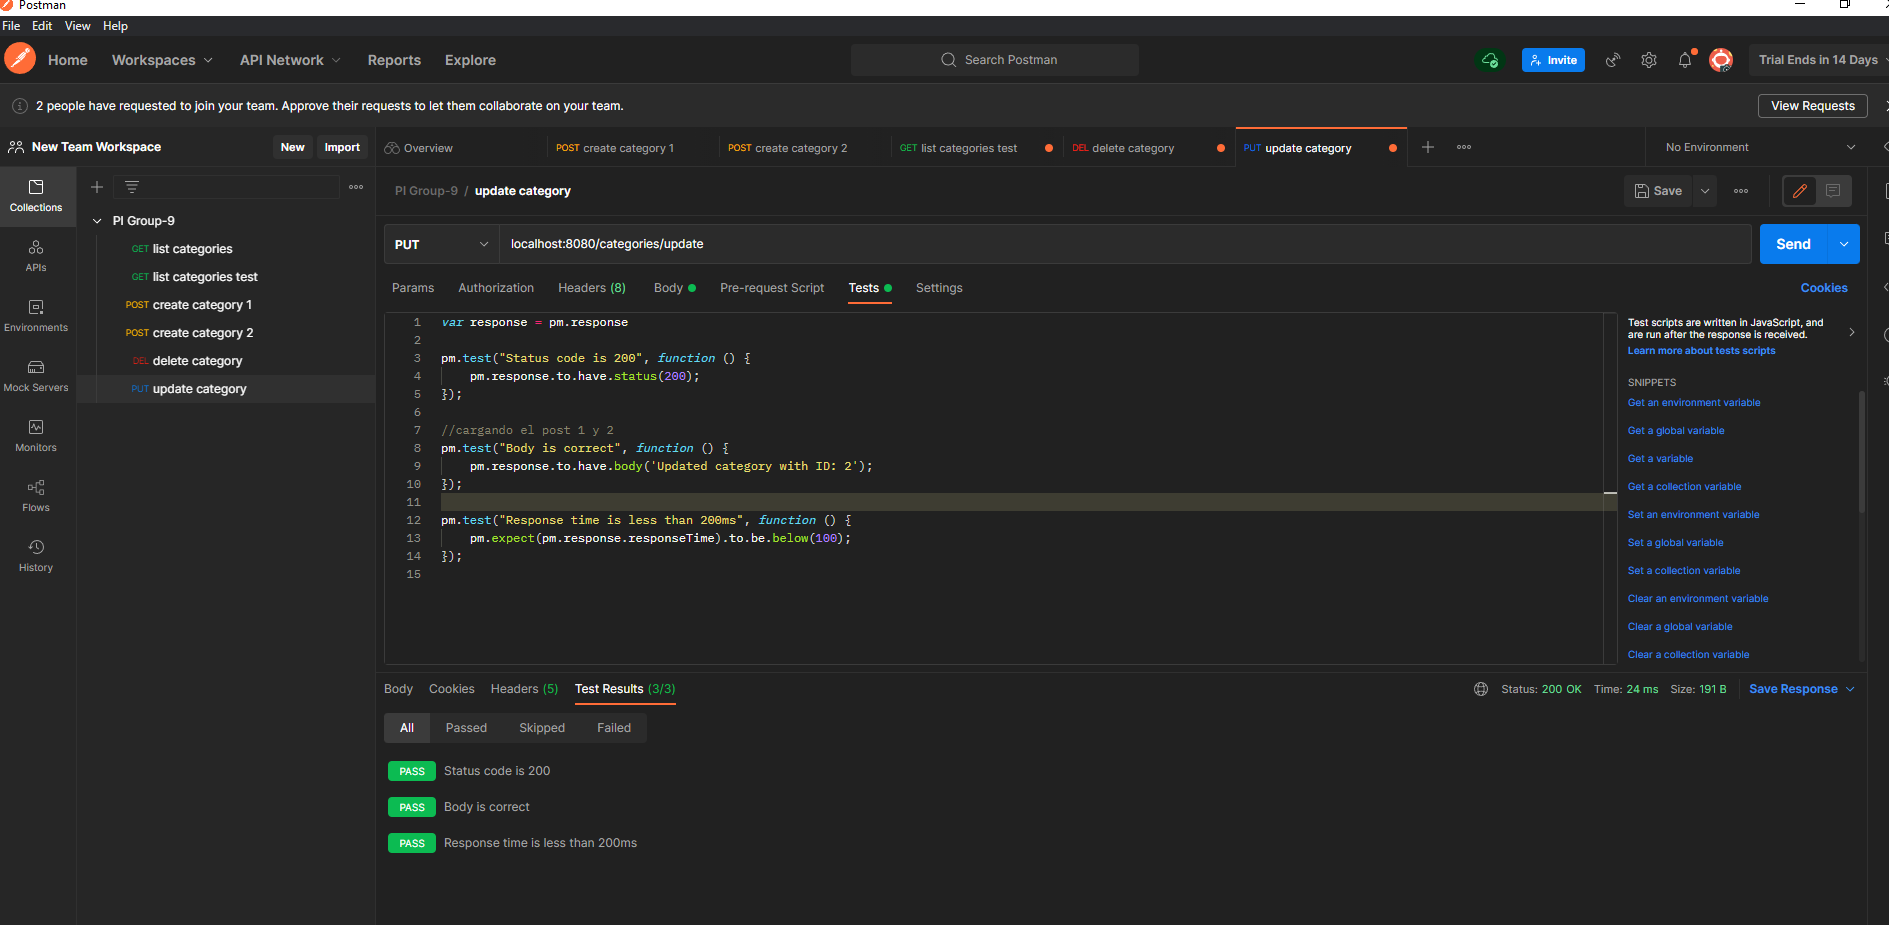 Postman
File Edit View Help
Home Workspaces API Network Reports Explore Search Postman Invite Trial Ends in 14 Days
2 people have requested to join your team. Approve their requests to let them collaborate on your team. View Requests
New Team Workspace New Import Overview POST create category 1 POST create category 2 GET list categories test DEL delete category PUT update category No Environment
Collections
APIs
Environments
Mock Servers
Monitors
Flows
History
PI Group-9
GET list categories
GET list categories test
POST create category 1
POST create category 2
DEL delete category
PUT update category
PI Group-9 / update category Save
PUT localhost:8080/categories/update Send
Params Authorization Headers (8) Body Pre-request Script Tests Settings Cookies
1 var response = pm.response
2
3 pm.test("Status code is 200", function () {
4 pm.response.to.have.status(200);
5 });
6
7 //cargando el post 1 y 2
8 pm.test("Body is correct", function () {
9 pm.response.to.have.body('Updated category with ID: 2');
10 });
11
12 pm.test("Response time is less than 200ms", function () {
13 pm.expect(pm.response.responseTime).to.be.below(100);
14 });
15
Test scripts are written in JavaScript, and
are run after the response is received.
Learn more about tests scripts
SNIPPETS
Get an environment variable
Get a global variable
Get a variable
Get a collection variable
Set an environment variable
Set a global variable
Set a collection variable
Clear an environment variable
Clear a global variable
Clear a collection variable
Body Cookies Headers (5) Test Results (3/3) Status: 200 OK Time: 24 ms Size: 191 B Save Response
All Passed Skipped Failed
PASS Status code is 200
PASS Body is correct
PASS Response time is less than 200ms